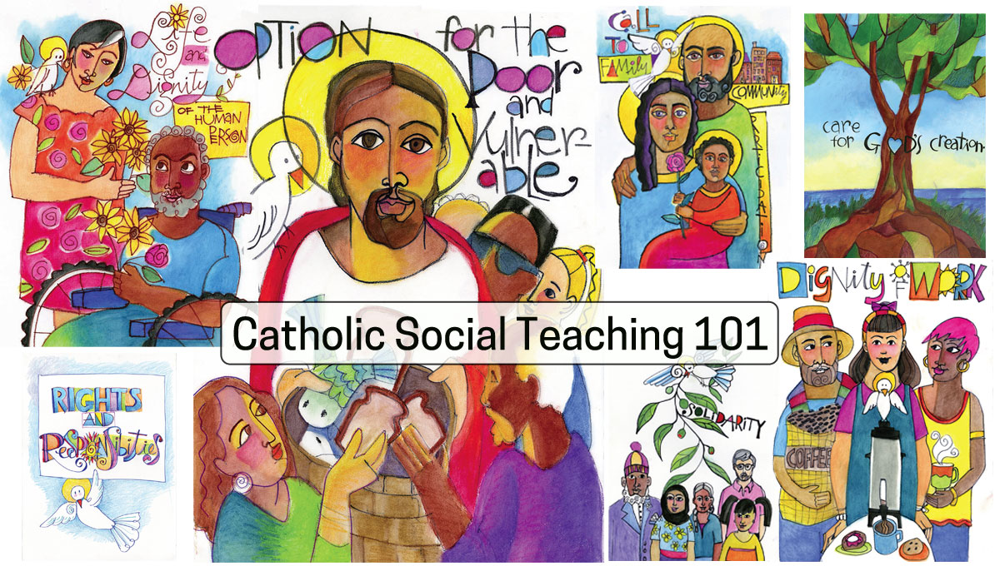 Life
and
Dignity
OF THE
HUMAN
PERSON
OPTION for the
Poor
and
Vulner-
able
Call
To
FAmily
COMMUNity
PARTICIPATION
care
for God's creation
Catholic Social Teaching 101
RIGHTS
AND
ResponsiBilities
SOLIDARITY
DigNity OF WORK
COFFEE